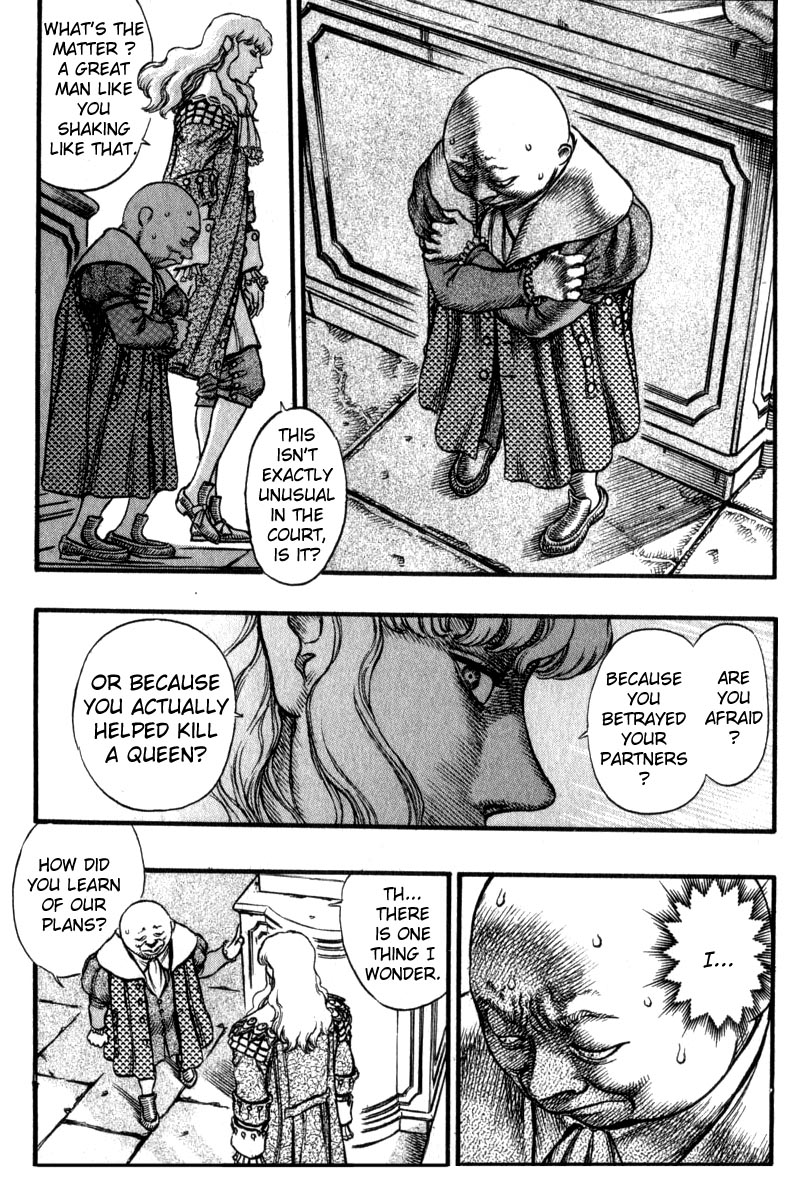 WHAT'S THE
MATTER ?
A GREAT
MAN LIKE
YOU
SHAKING
LIKE THAT.
THIS
ISN'T
EXACTLY
UNUSUAL
IN THE
COURT,
IS IT?
ARE
YOU
AFRAID
?
BECAUSE
YOU
BETRAYED
YOUR
PARTNERS
?
OR BECAUSE
YOU ACTUALLY
HELPED KILL
A QUEEN?
I...
TH...
THERE
IS ONE
THING I
WONDER.
HOW DID
YOU LEARN
OF OUR
PLANS?